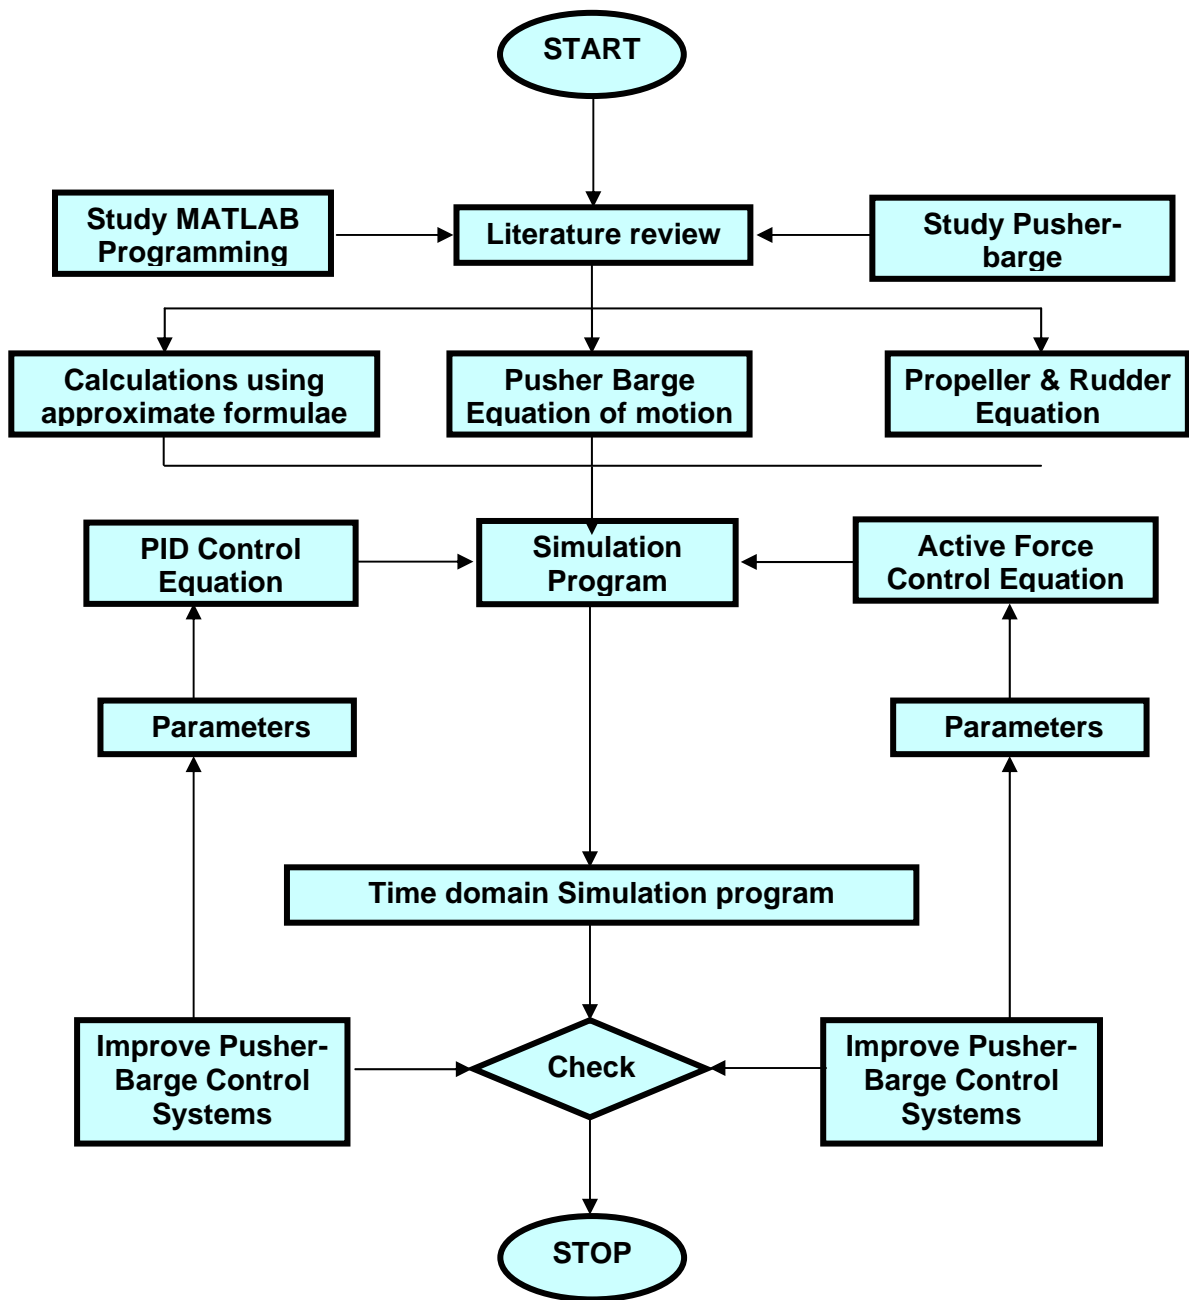 START
Study MATLAB
Programming
Literature review
Study Pusher-
barge
Calculations using
approximate formulae
Pusher Barge
Equation of motion
Propeller & Rudder
Equation
PID Control
Equation
Simulation
Program
Active Force
Control Equation
Parameters
Parameters
Time domain Simulation program
Improve Pusher-
Barge Control
Systems
Check
Improve Pusher-
Barge Control
Systems
STOP